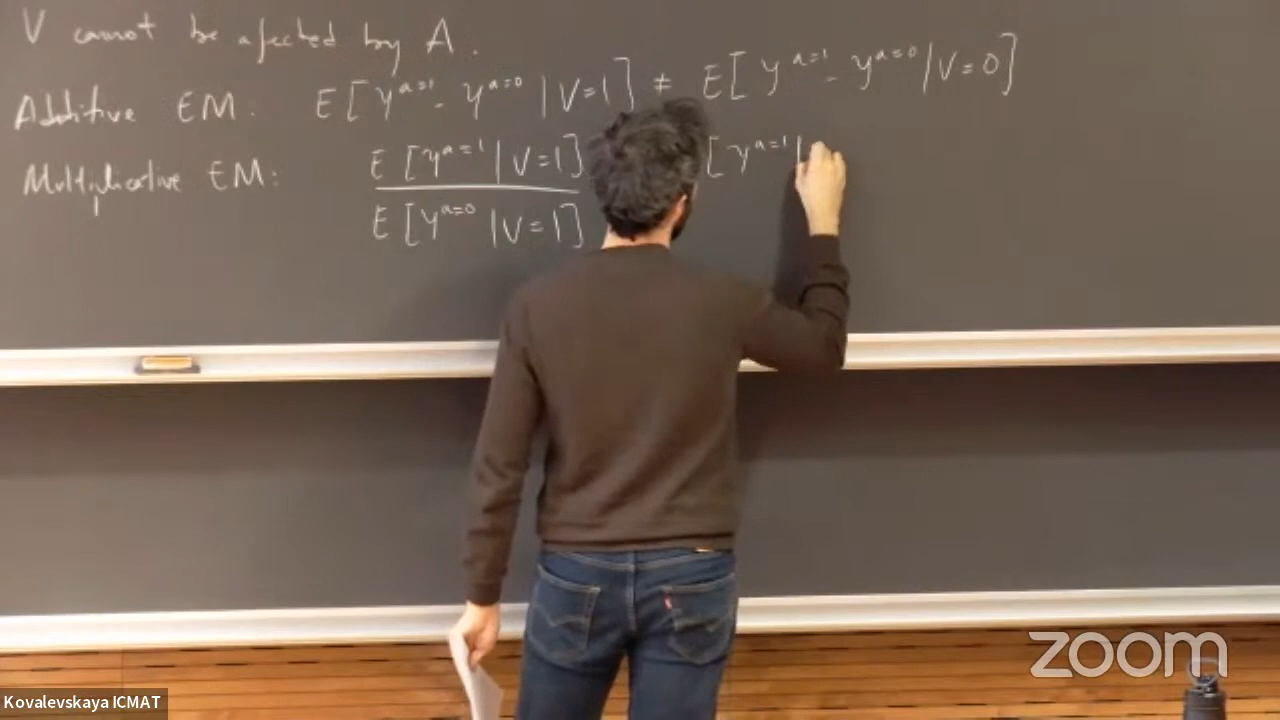 V cannot be afected by A.
Additive EM: E[Y^{a=1} - Y^{a=0} | V=1] ≠ E[Y^{a=1} - Y^{a=0} | V=0]
Multiplicative EM: E[Y^{a=1} | V=1] [Y^{a=1} |
E[Y^{a=0} | V=1]
zoom
Kovalevskaya ICMAT